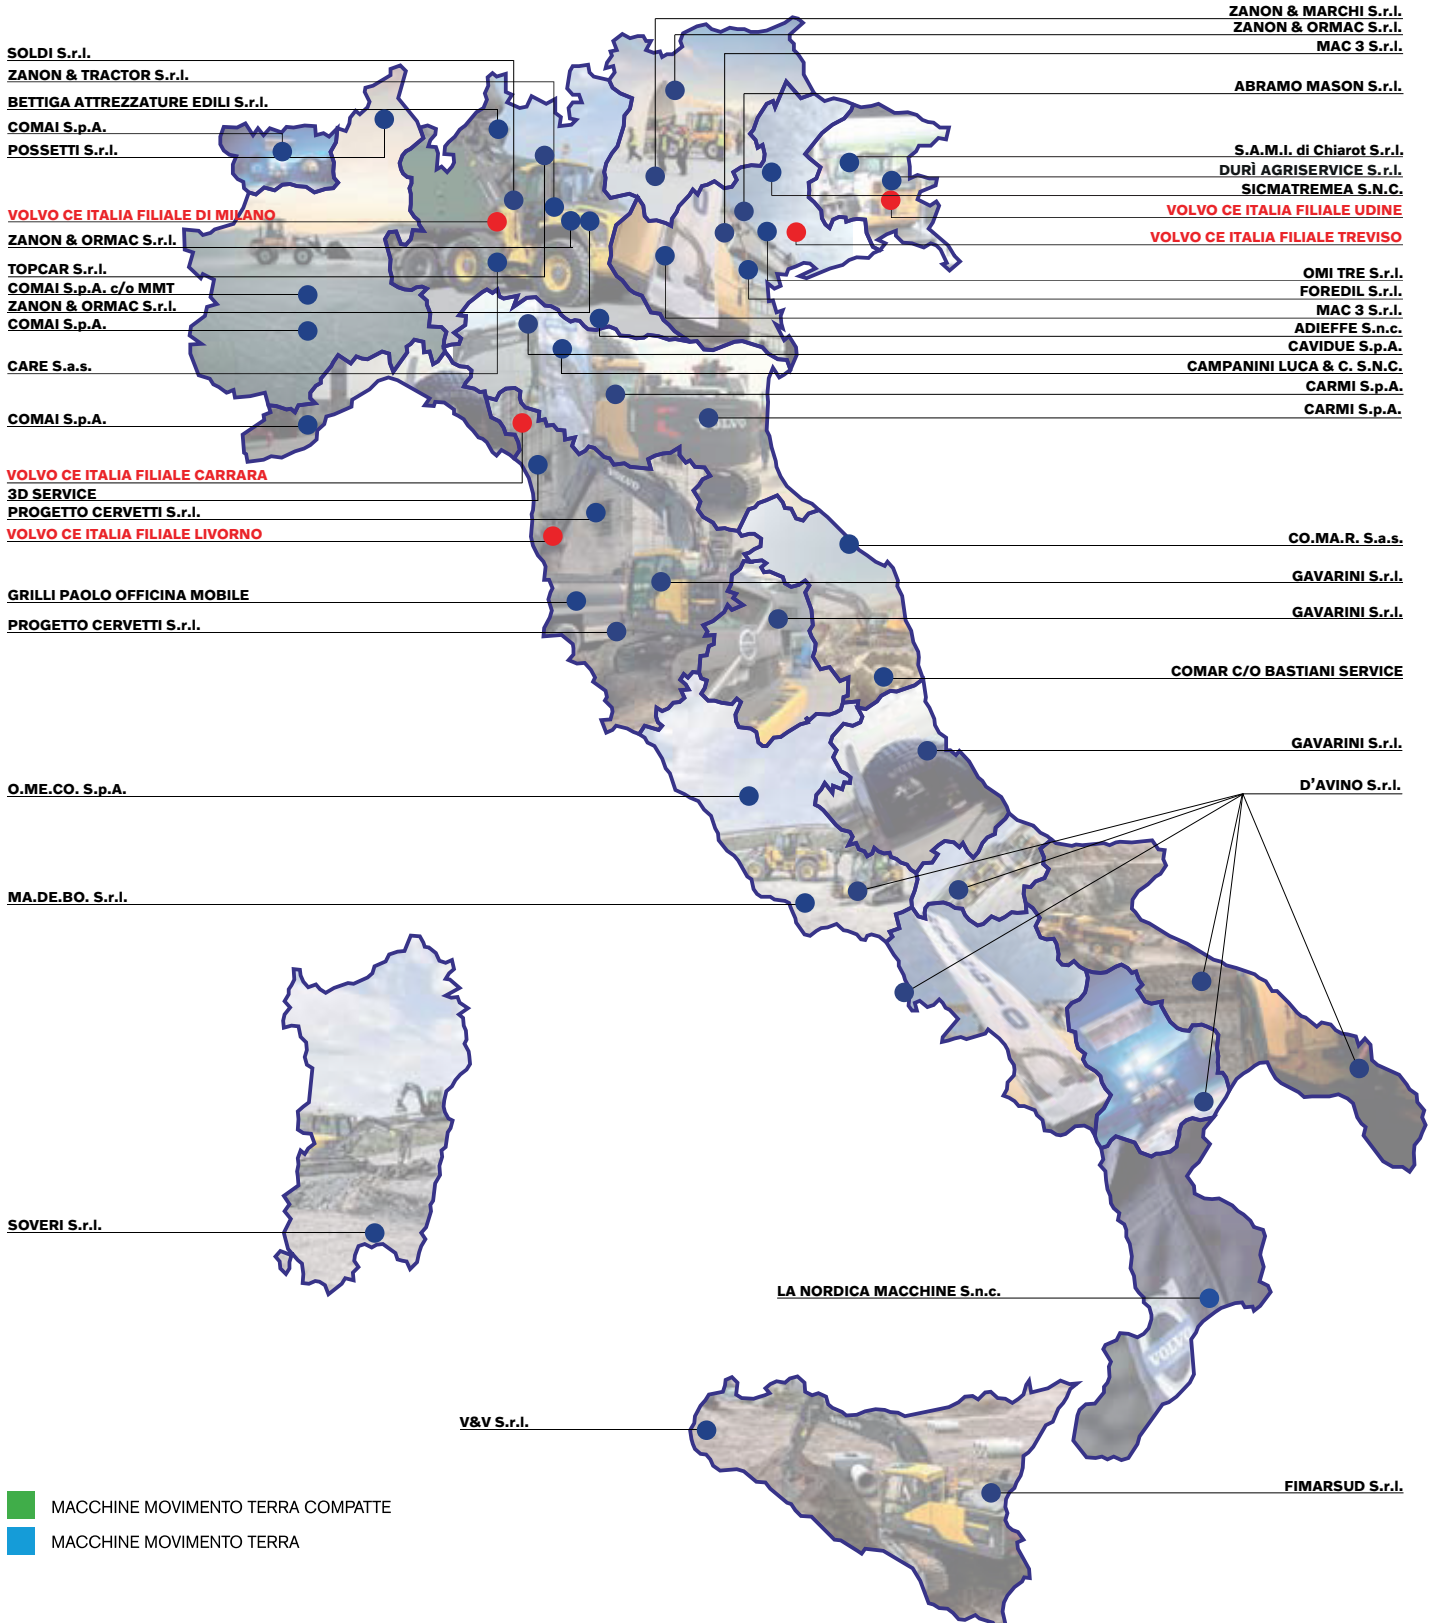 SOLDI S.r.l.
ZANON & TRACTOR S.r.l.
BETTIGA ATTREZZATURE EDILI S.r.l.
COMAI S.p.A.
POSSETTI S.r.l.
VOLVO CE ITALIA FILIALE DI MILANO
ZANON & ORMAC S.r.l.
TOPCAR S.r.l.
COMAI S.p.A. c/o MMT
ZANON & ORMAC S.r.l.
COMAI S.p.A.
CARE S.a.s.
COMAI S.p.A.
VOLVO CE ITALIA FILIALE CARRARA
3D SERVICE
PROGETTO CERVETTI S.r.l.
VOLVO CE ITALIA FILIALE LIVORNO
GRILLI PAOLO OFFICINA MOBILE
PROGETTO CERVETTI S.r.l.
O.ME.CO. S.p.A.
MA.DE.BO. S.r.l.
SOVERI S.r.l.
ZANON & MARCHI S.r.l.
ZANON & ORMAC S.r.l.
MAC 3 S.r.l.
ABRAMO MASON S.r.l.
S.A.M.I. di Chiarot S.r.l.
DURÌ AGRISERVICE S.r.l.
SICMATREMEA S.N.C.
VOLVO CE ITALIA FILIALE UDINE
VOLVO CE ITALIA FILIALE TREVISO
OMI TRE S.r.l.
FOREDIL S.r.l.
MAC 3 S.r.l.
ADIEFFE S.n.c.
CAVIDUE S.p.A.
CAMPANINI LUCA & C. S.N.C.
CARMI S.p.A.
CARMI S.p.A.
CO.MA.R. S.a.s.
GAVARINI S.r.l.
GAVARINI S.r.l.
COMAR C/O BASTIANI SERVICE
GAVARINI S.r.l.
D'AVINO S.r.l.
LA NORDICA MACCHINE S.n.c.
V&V S.r.l.
FIMARSUD S.r.l.
MACCHINE MOVIMENTO TERRA COMPATTE
MACCHINE MOVIMENTO TERRA
VOLVO
VOLVO
VOLVO